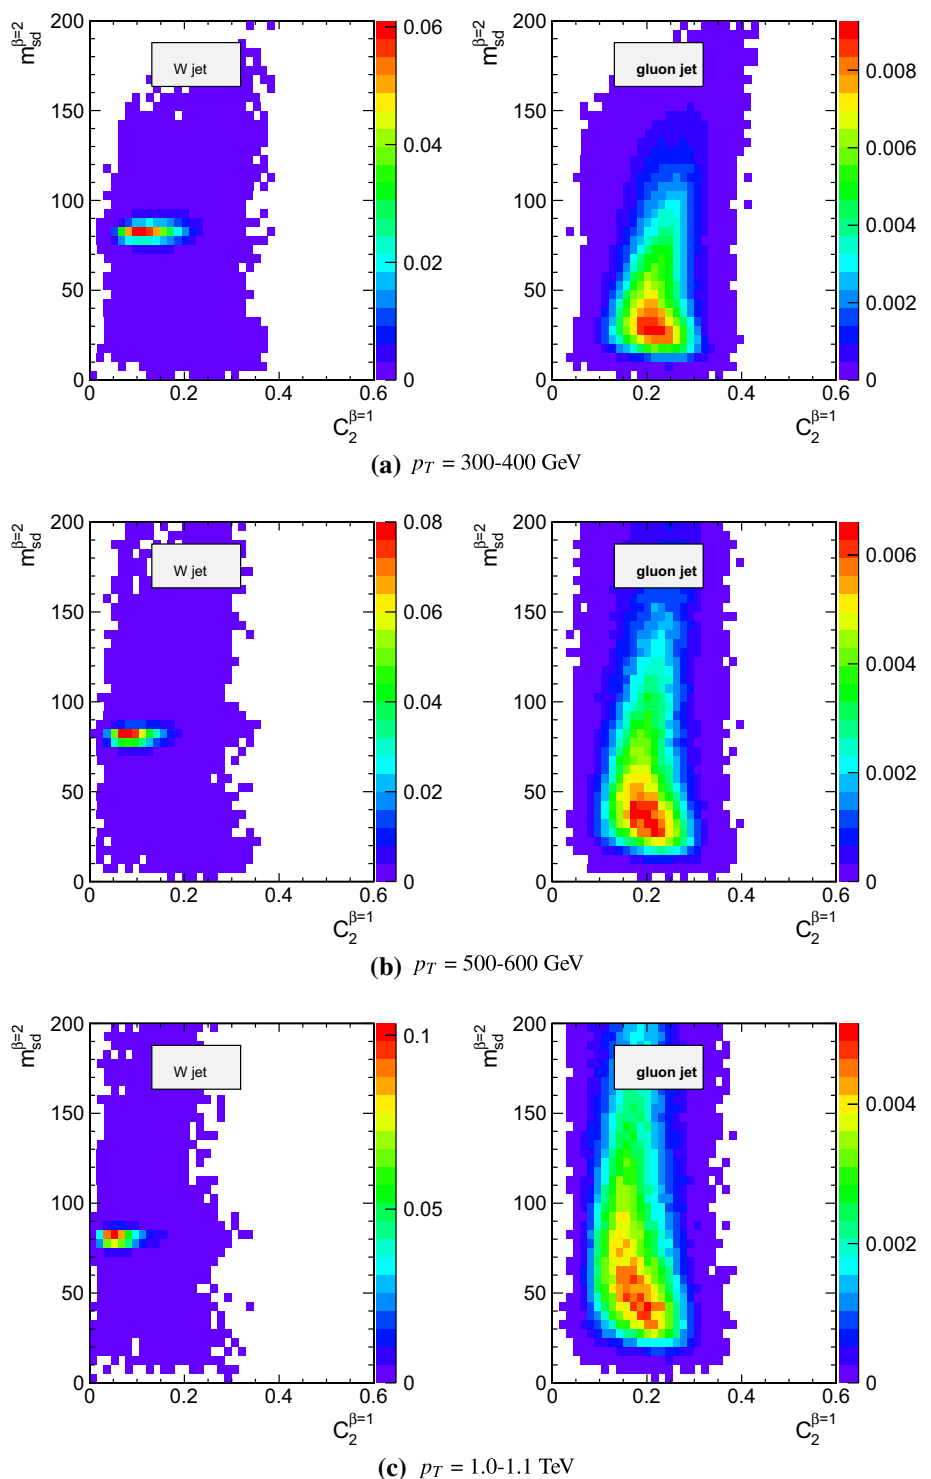 m_sd^β=2
200
150
100
50
0
W jet
0 0.2 0.4 0.6
C_2^β=1
0.06
0.04
0.02
0
m_sd^β=2
200
150
100
50
0
gluon jet
0 0.2 0.4 0.6
C_2^β=1
0.008
0.006
0.004
0.002
0
(a) p_T = 300-400 GeV
m_sd^β=2
200
150
100
50
0
W jet
0 0.2 0.4 0.6
C_2^β=1
0.08
0.06
0.04
0.02
0
m_sd^β=2
200
150
100
50
0
gluon jet
0 0.2 0.4 0.6
C_2^β=1
0.006
0.004
0.002
0
(b) p_T = 500-600 GeV
m_sd^β=2
200
150
100
50
0
W jet
0 0.2 0.4 0.6
C_2^β=1
0.1
0.05
0
m_sd^β=2
200
150
100
50
0
gluon jet
0 0.2 0.4 0.6
C_2^β=1
0.004
0.002
0
(c) p_T = 1.0-1.1 TeV